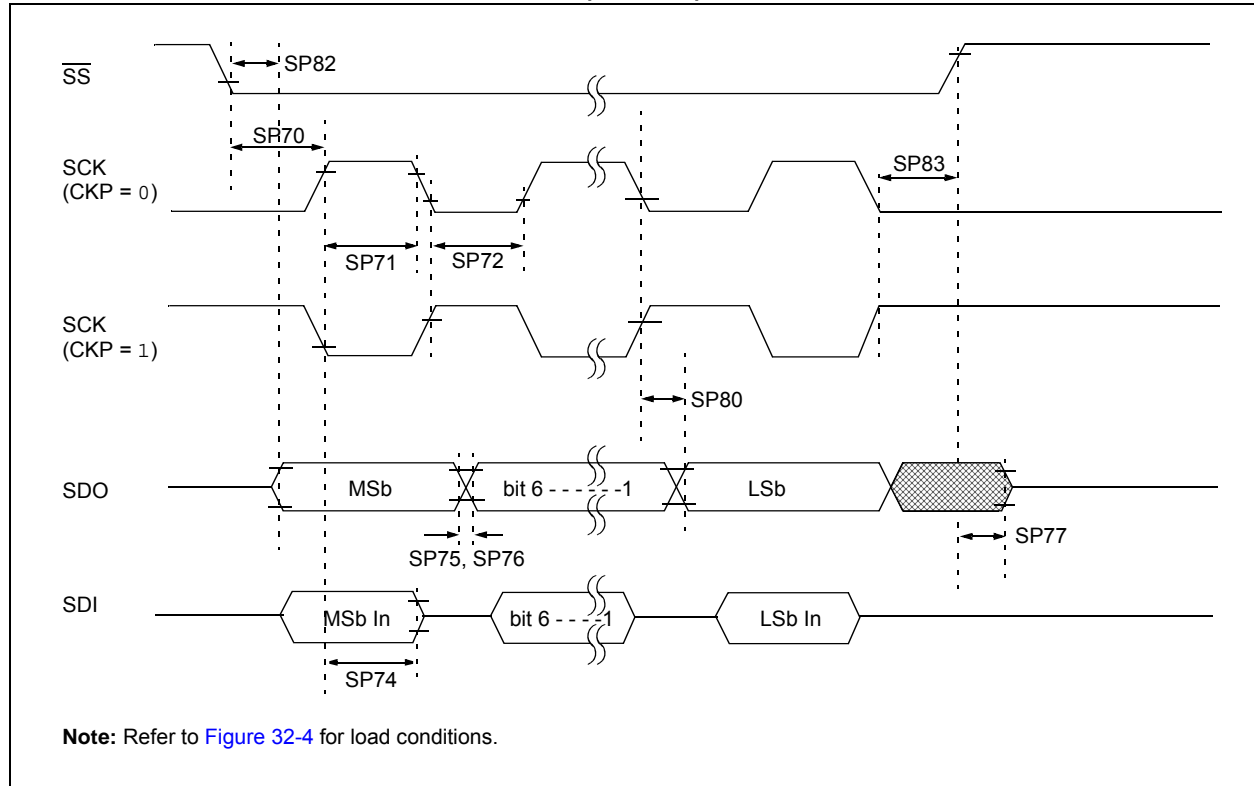 SS
SP82
SP70
SCK
(CKP = 0)
SP83
SP71
SP72
SCK
(CKP = 1)
SP80
SDO
MSb
bit 6 - - - - - -1
LSb
SP75, SP76
SP77
SDI
MSb In
bit 6 - - - -1
LSb In
SP74
Note: Refer to Figure 32-4 for load conditions.